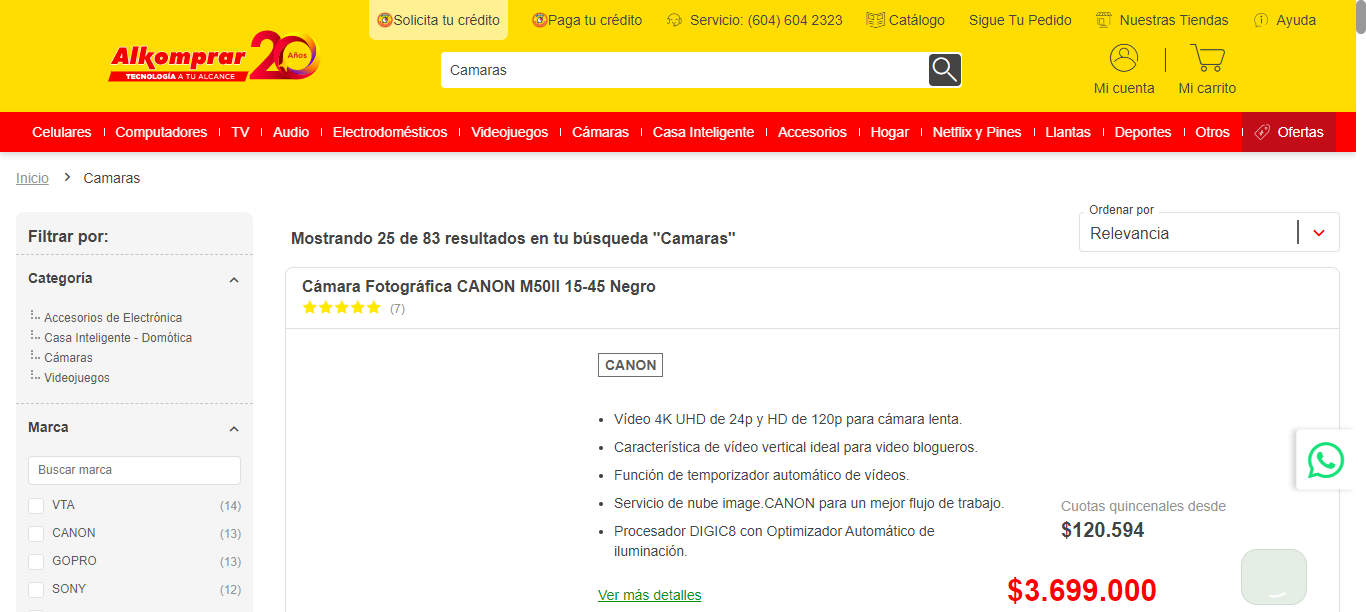 Solicita tu crédito
Paga tu crédito
Servicio: (604) 604 2323
Catálogo
Sigue Tu Pedido
Nuestras Tiendas
Ayuda
Alkomprar 20 Años
TECNOLOGÍA A TU ALCANCE
Camaras
Mi cuenta
Mi carrito
Celulares
Computadores
TV
Audio
Electrodomésticos
Videojuegos
Cámaras
Casa Inteligente
Accesorios
Hogar
Netflix y Pines
Llantas
Deportes
Otros
Ofertas
Inicio > Camaras
Filtrar por:
Categoría
Accesorios de Electrónica
Casa Inteligente - Domótica
Cámaras
Videojuegos
Marca
Buscar marca
VTA (14)
CANON (13)
GOPRO (13)
SONY (12)
Mostrando 25 de 83 resultados en tu búsqueda "Camaras"
Ordenar por
Relevancia
Cámara Fotográfica CANON M50II 15-45 Negro
(7)
CANON
• Vídeo 4K UHD de 24p y HD de 120p para cámara lenta.
• Característica de vídeo vertical ideal para video blogueros.
• Función de temporizador automático de vídeos.
• Servicio de nube image.CANON para un mejor flujo de trabajo.
• Procesador DIGIC8 con Optimizador Automático de
iluminación.
Ver más detalles
Cuotas quincenales desde
$120.594
$3.699.000